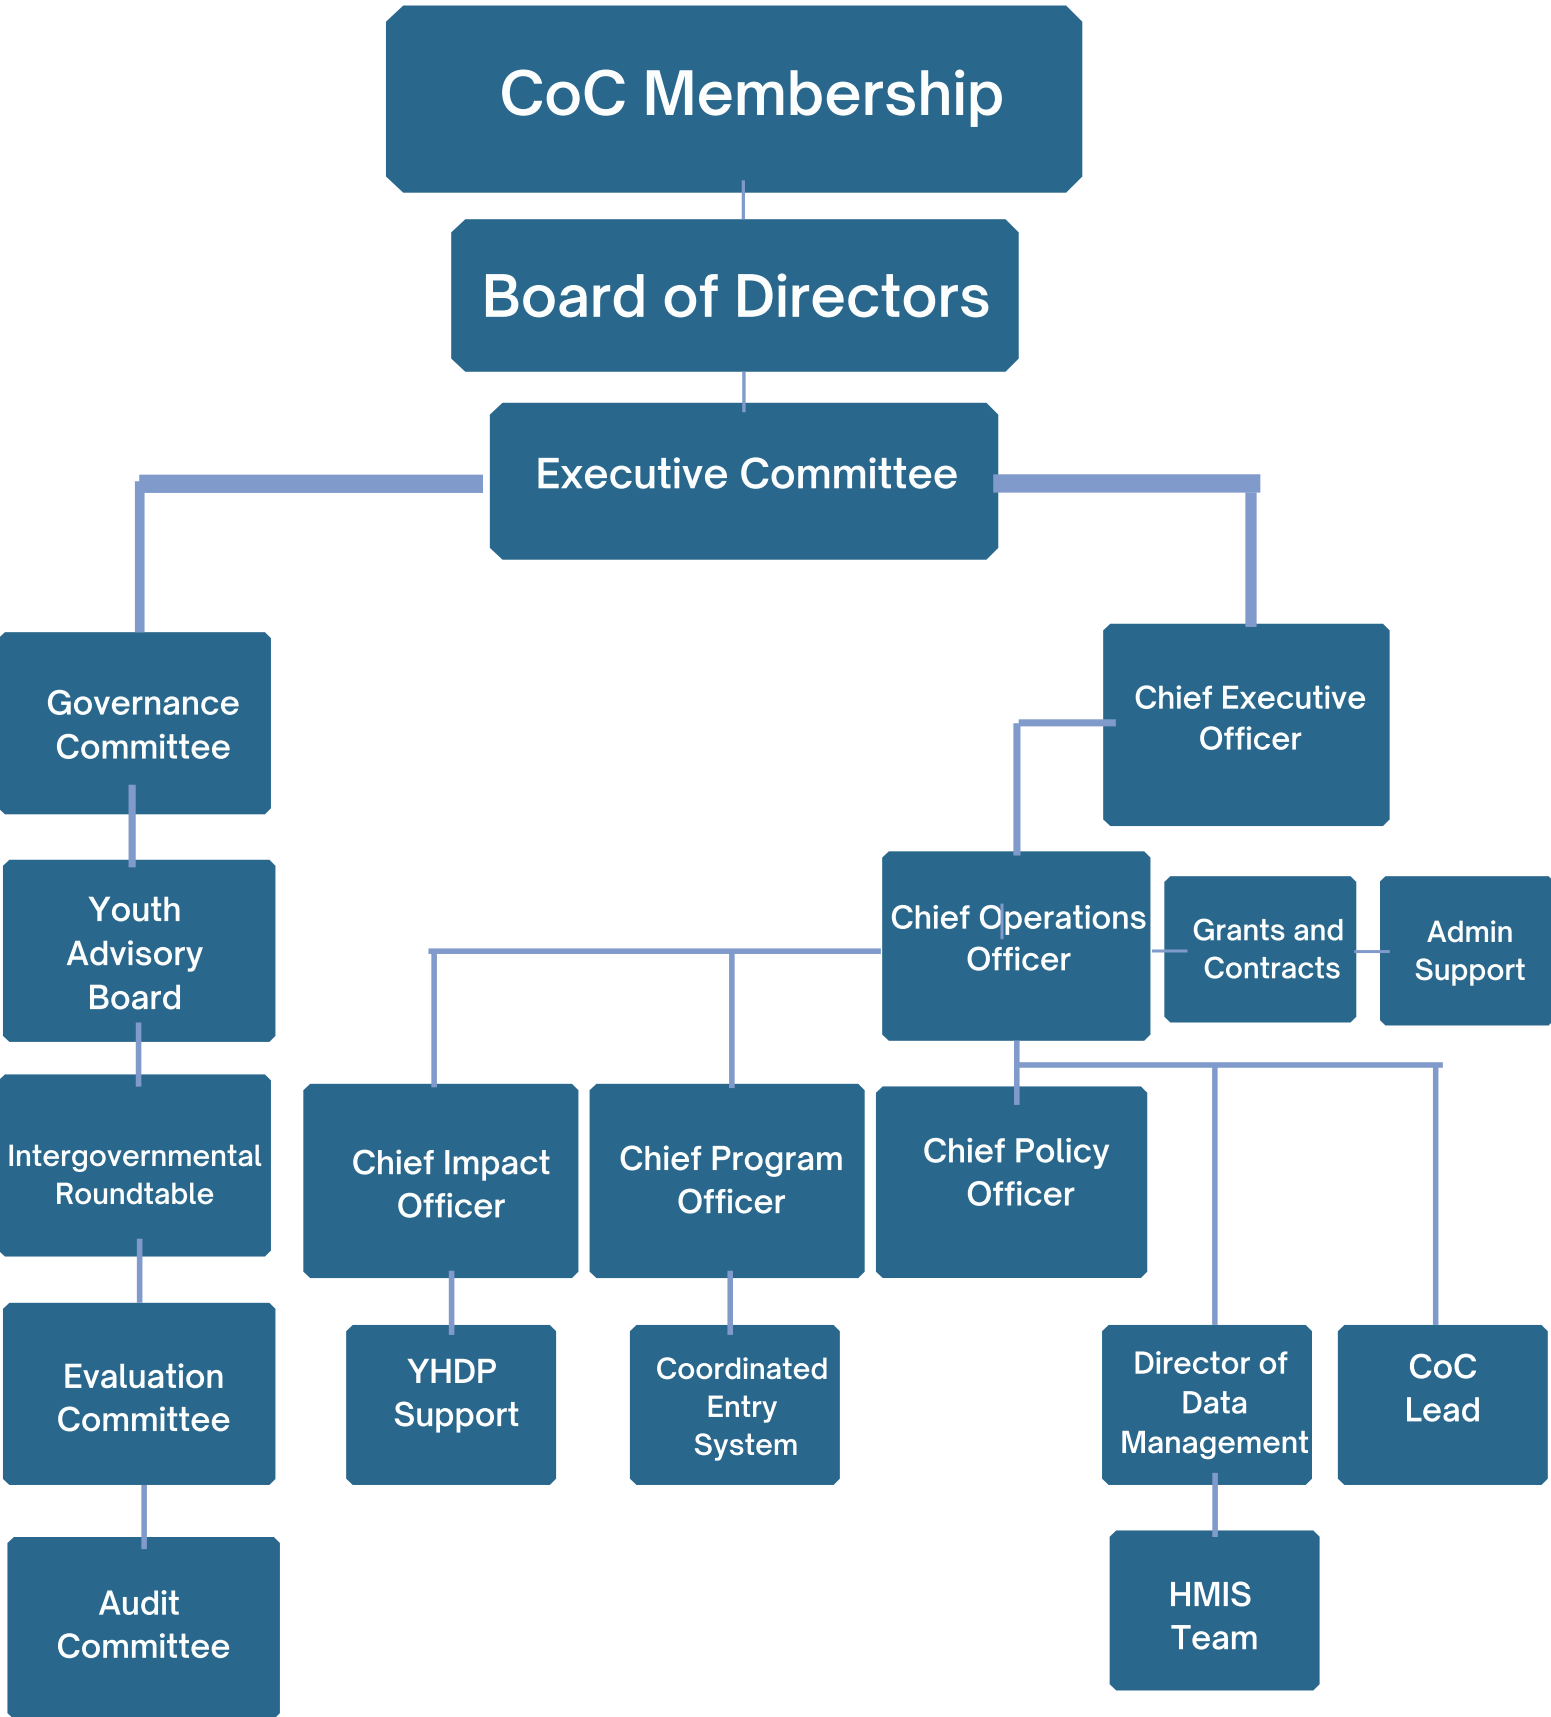 CoC Membership
Board of Directors
Executive Committee
Governance
Committee
Chief Executive
Officer
Youth
Advisory
Board
Chief Operations
Officer
Grants and
Contracts
Admin
Support
Intergovernmental
Roundtable
Chief Impact
Officer
Chief Program
Officer
Chief Policy
Officer
Evaluation
Committee
YHDP
Support
Coordinated
Entry
System
Director of
Data
Management
CoC
Lead
Audit
Committee
HMIS
Team